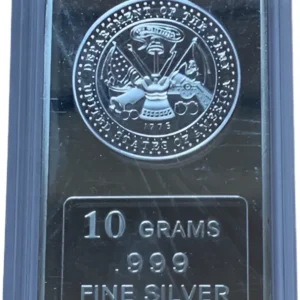 DEPARTMENT OF THE ARMY
1775
UNITED STATES OF AMERICA
10 GRAMS
.999
FINE SILVER